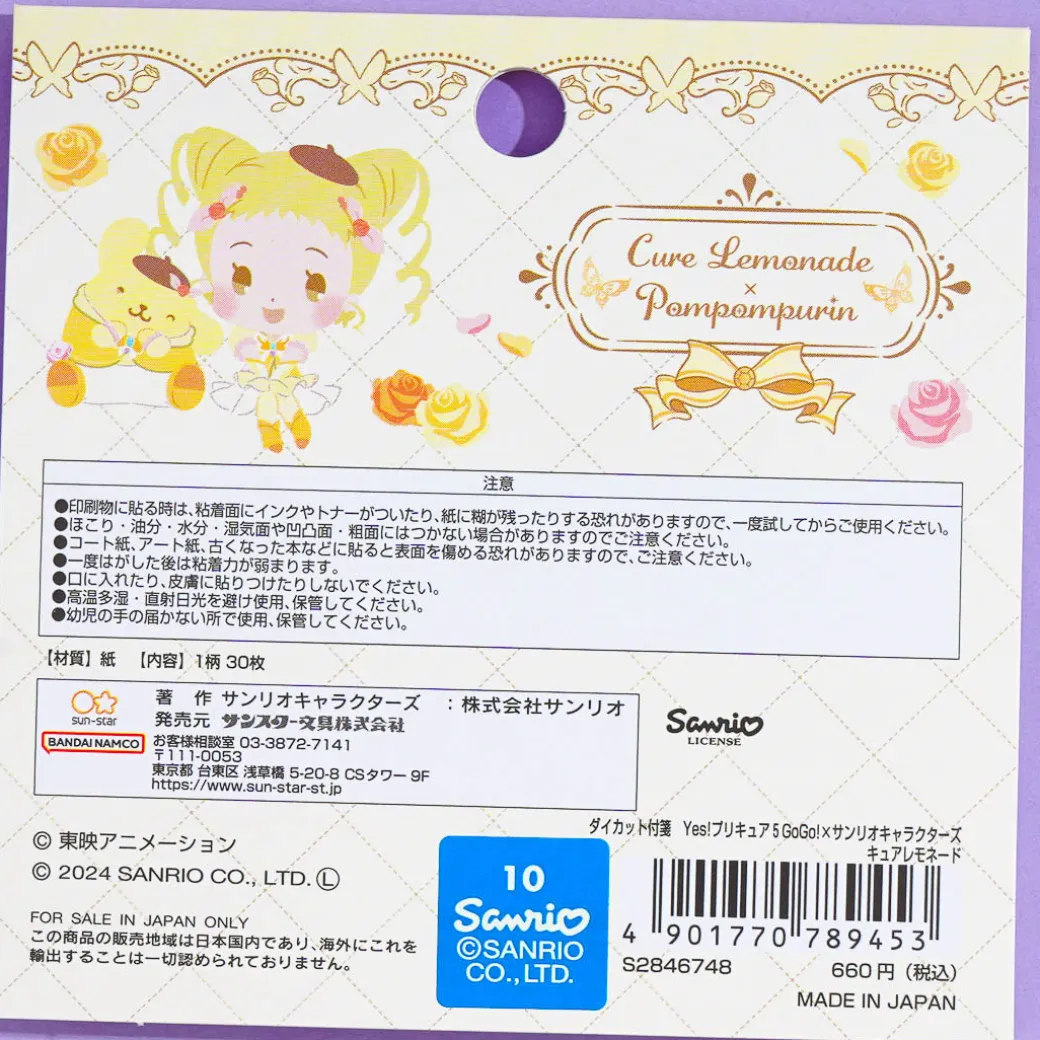 Cure Lemonade
×
Pompompurin
注意
●印刷物に貼る時は、粘着面にインクやトナーがついたり、紙に糊が残ったりする恐れがありますので、一度試してからご使用ください。
●ほこり・油分・水分・湿気面や凹凸面・粗面にはつかない場合がありますのでご注意ください。
●コート紙、アート紙、古くなった本などに貼ると表面を傷める恐れがありますので、ご注意ください。
●一度はがした後は粘着力が弱まります。
●口に入れたり、皮膚に貼りつけたりしないでください。
●高温多湿・直射日光を避け使用、保管してください。
●幼児の手の届かない所で使用、保管してください。
【材質】紙 【内容】1柄 30枚
sun-star
BANDAI NAMCO
著 作 サンリオキャラクターズ :株式会社サンリオ
発売元 サンスター文具株式会社
お客様相談室 03-3872-7141
〒111-0053
東京都 台東区 浅草橋 5-20-8 CSタワー 9F
https://www.sun-star-st.jp
Sanrio
LICENSE
© 東映アニメーション
© 2024 SANRIO CO., LTD. Ⓛ
FOR SALE IN JAPAN ONLY
この商品の販売地域は日本国内であり、海外にこれを
輸出することは一切認められておりません。
10
Sanrio
©SANRIO
CO.,LTD.
ダイカット付箋 Yes!プリキュア5GoGo!×サンリオキャラクターズ
キュアレモネード
4 901770 789453
S2846748
660円(税込)
MADE IN JAPAN